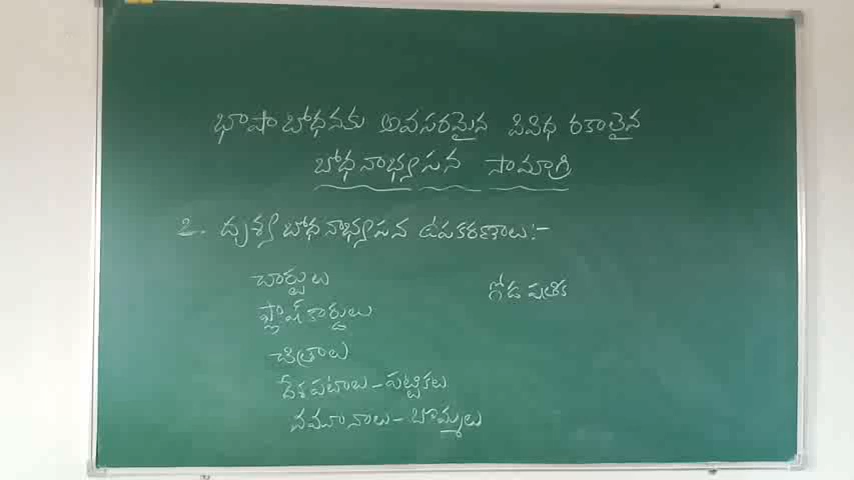 భాషా బోధనకు అవసరమైన వివిధ రకాలైన
బోధనాభ్యసన సామాగ్రి
2. దృశ్య బోధనాభ్యసన ఉపకరణాలు:-
చార్టులు
ఫ్లాష్ కార్డులు
చిత్రాలు
దేశపటాలు - పట్టికలు
నమూనాలు - బొమ్మలు
గోడ పత్రిక